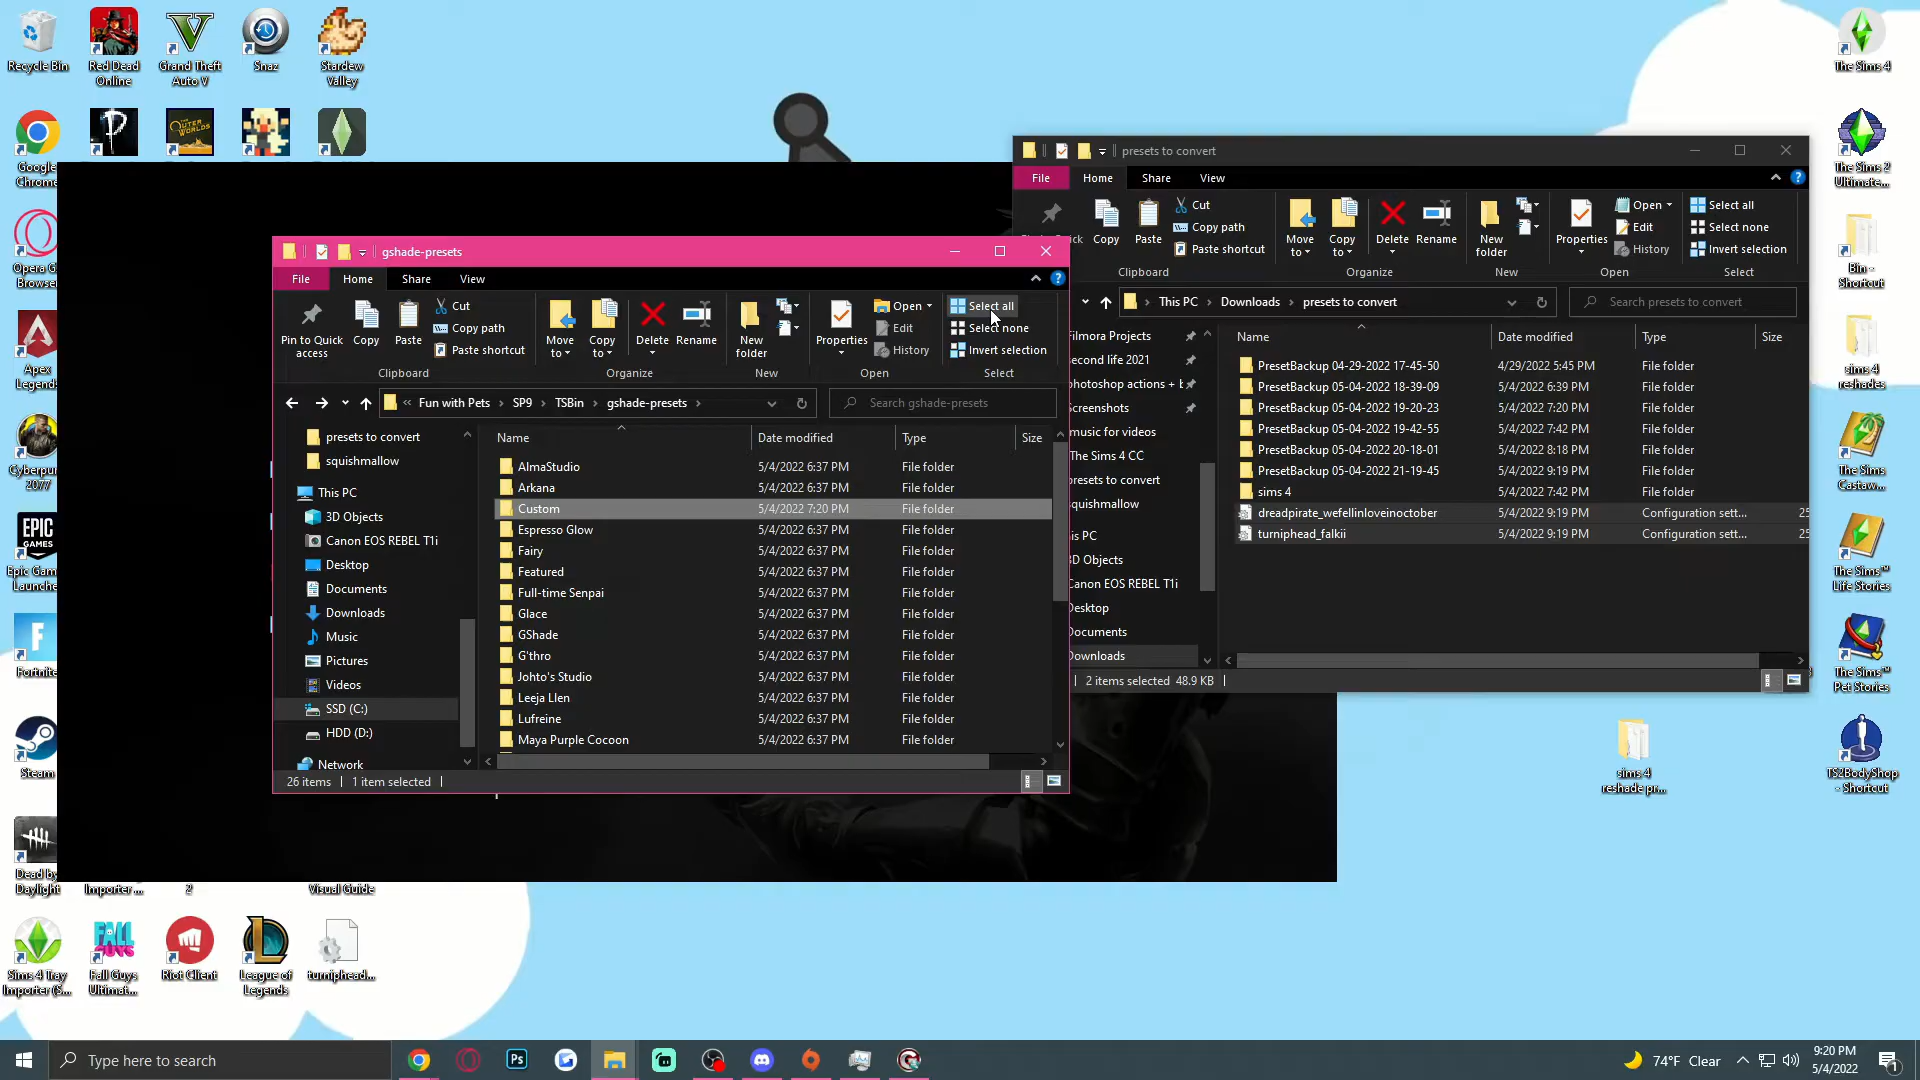 Recycle Bin
Red Dead
Online
Grand Theft
Auto V
Snaz
Stardew
Valley
Google
Chrome
THE OUTER WORLDS
Opera G
Browser
Apex
Legends
Cyberpun
2077
EPIC
GAMES
Epic Gam
Launche
Fortnite
Steam
Dead by
Daylight
Importer ...
2
Visual Guide
Sims 4 Tray
Importer (S...
FALL
GUYS
Fall Guys
Ultimat...
Riot Client
League of
Legends
turniphead...
The Sims 4
The Sims 2
Ultimate...
Bin -
Shortcut
sims 4
reshades
The Sims
Castaw...
The Sims™
Life Stories
The Sims™
Pet Stories
TS2BodyShop
- Shortcut
sims 4
reshade pr...
presets to convert
File
Home
Share
View
Copy
Paste
Cut
Copy path
Paste shortcut
Clipboard
Move
to
Copy
to
Delete
Rename
Organize
New
folder
New
Properties
Open
Edit
History
Open
Select all
Select none
Invert selection
Select
This PC
Downloads
presets to convert
Search presets to convert
Filmora Projects
econd life 2021
photoshop actions + b
Screenshots
music for videos
The Sims 4 CC
presets to convert
squishmallow
is PC
3D Objects
Canon EOS REBEL T1i
Desktop
Documents
Downloads
Name
Date modified
Type
Size
PresetBackup 04-29-2022 17-45-50 4/29/2022 5:45 PM File folder
PresetBackup 05-04-2022 18-39-09 5/4/2022 6:39 PM File folder
PresetBackup 05-04-2022 19-20-23 5/4/2022 7:20 PM File folder
PresetBackup 05-04-2022 19-42-55 5/4/2022 7:42 PM File folder
PresetBackup 05-04-2022 20-18-01 5/4/2022 8:18 PM File folder
PresetBackup 05-04-2022 21-19-45 5/4/2022 9:19 PM File folder
sims 4 5/4/2022 7:42 PM File folder
dreadpirate_wefellinloveinoctober 5/4/2022 9:19 PM Configuration sett... 25
turniphead_falkii 5/4/2022 9:19 PM Configuration sett... 25
2 items selected 48.9 KB
gshade-presets
File
Home
Share
View
Pin to Quick
access
Copy
Paste
Cut
Copy path
Paste shortcut
Clipboard
Move
to
Copy
to
Delete
Rename
Organize
New
folder
New
Properties
Open
Edit
History
Open
Select all
Select none
Invert selection
Select
« Fun with Pets
SP9
TSBin
gshade-presets
Search gshade-presets
presets to convert
squishmallow
This PC
3D Objects
Canon EOS REBEL T1i
Desktop
Documents
Downloads
Music
Pictures
Videos
SSD (C:)
HDD (D:)
Network
Name
Date modified
Type
Size
AlmaStudio 5/4/2022 6:37 PM File folder
Arkana 5/4/2022 6:37 PM File folder
Custom 5/4/2022 7:20 PM File folder
Espresso Glow 5/4/2022 6:37 PM File folder
Fairy 5/4/2022 6:37 PM File folder
Featured 5/4/2022 6:37 PM File folder
Full-time Senpai 5/4/2022 6:37 PM File folder
Glace 5/4/2022 6:37 PM File folder
GShade 5/4/2022 6:37 PM File folder
G'thro 5/4/2022 6:37 PM File folder
Johto's Studio 5/4/2022 6:37 PM File folder
Leeja Llen 5/4/2022 6:37 PM File folder
Lufreine 5/4/2022 6:37 PM File folder
Maya Purple Cocoon 5/4/2022 6:37 PM File folder
26 items
1 item selected
Type here to search
Ps
74°F Clear
9:20 PM
5/4/2022
1